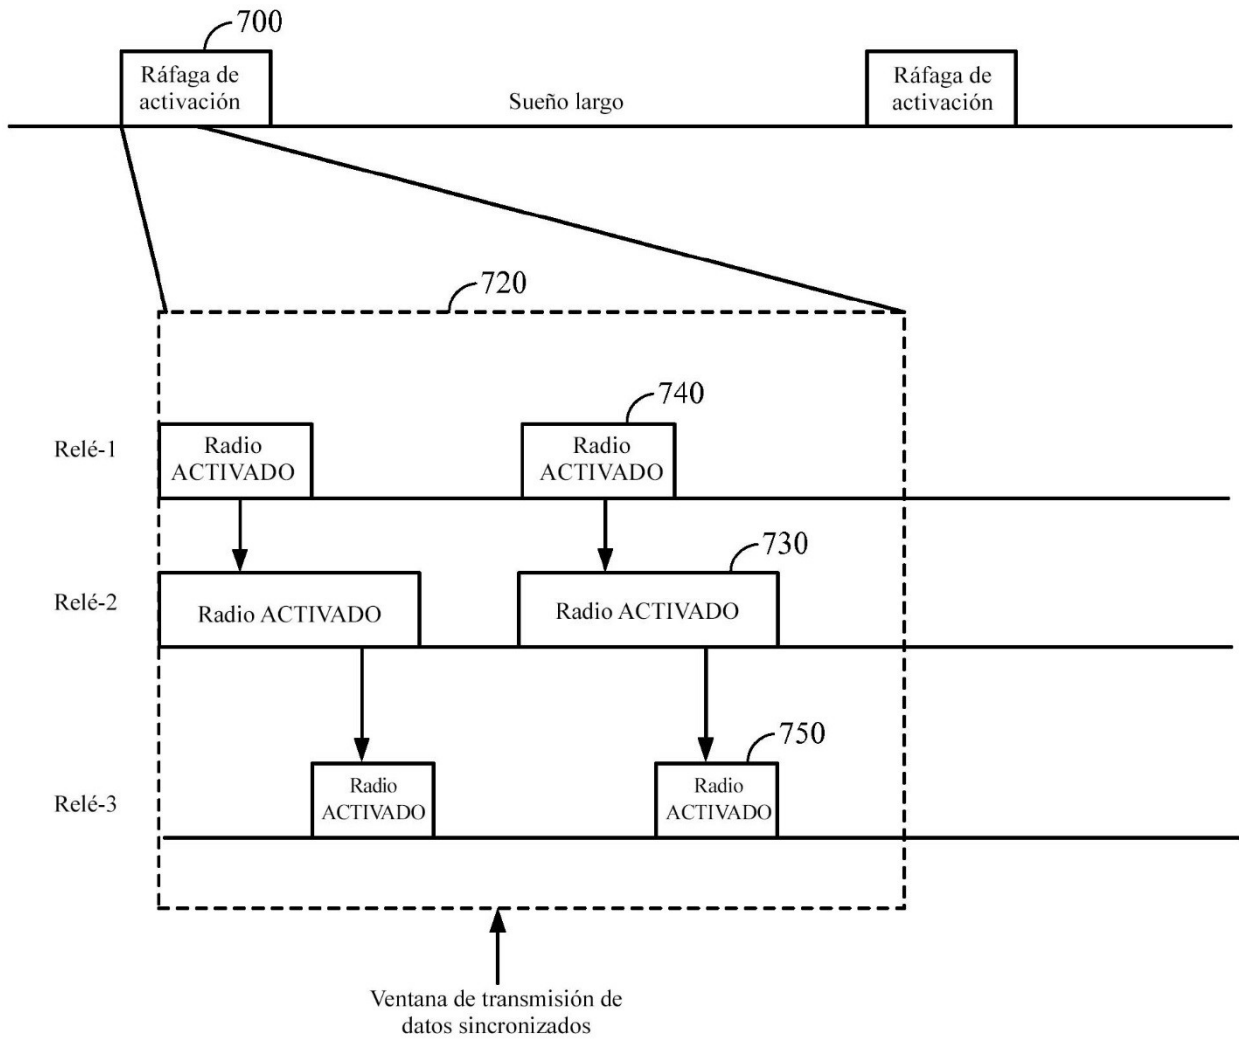 700
Ráfaga de
activación
Sueño largo
Ráfaga de
activación
720
740
Relé-1
Radio
ACTIVADO
Radio
ACTIVADO
730
Relé-2
Radio ACTIVADO
Radio ACTIVADO
750
Relé-3
Radio
ACTIVADO
Radio
ACTIVADO
Ventana de transmisión de
datos sincronizados